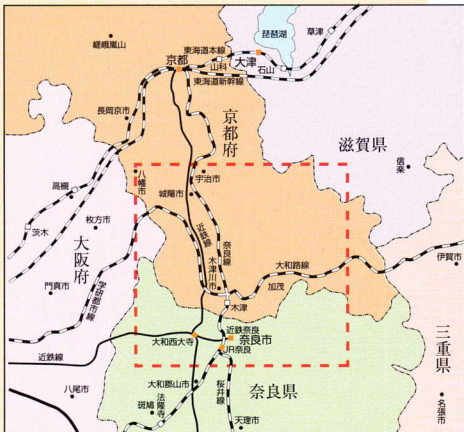 琵琶湖
草津
嵯峨嵐山
東海道本線
京都
山科
大津
石山
東海道新幹線
長岡京市
京都府
滋賀県
信楽
高槻
八幡市
宇治市
城陽市
茨木
枚方市
近鉄線
奈良線
大阪府
木津川市
大和路線
加茂
伊賀市
門真市
学研都市線
木津
近鉄奈良
奈良市
大和西大寺
JR奈良
近鉄線
三重県
大和郡山市
八尾市
法隆寺
斑鳩
桜井線
奈良県
天理市
名張市